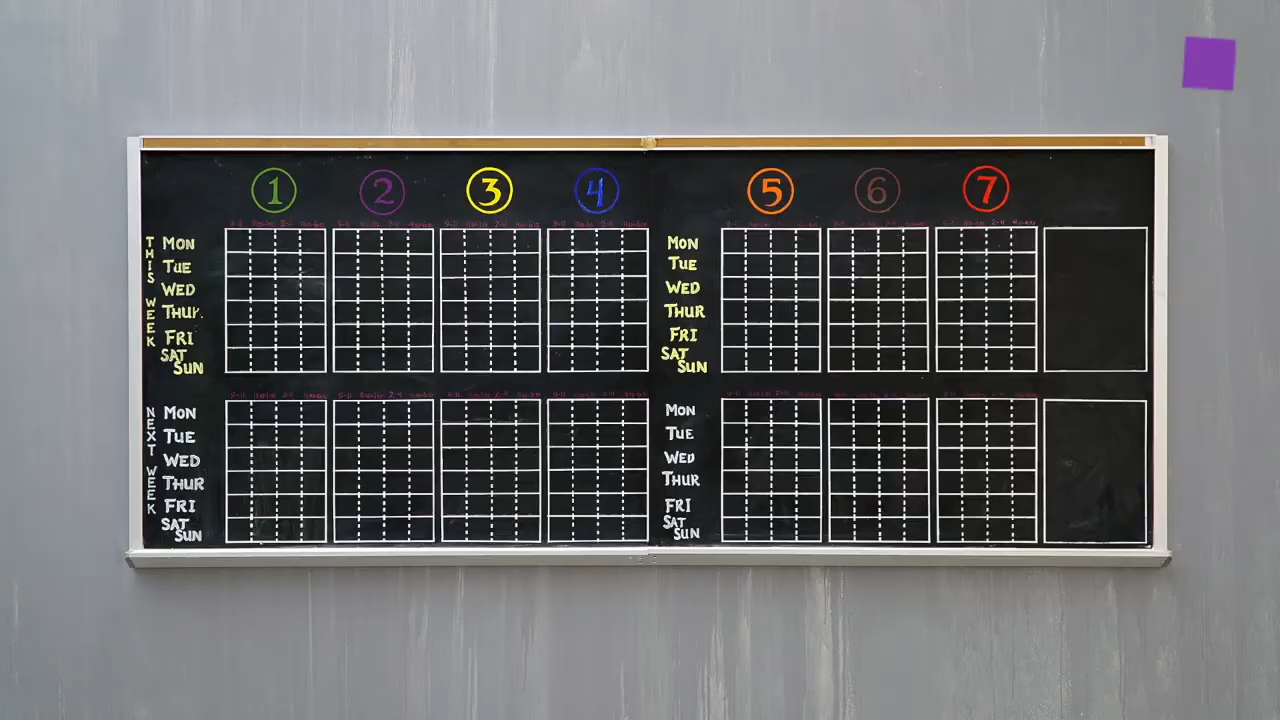 1 2 3 4 5 6 7
THIS WEEK
MON MON
TUE TUE
WED WED
THUR. THUR
FRI FRI
SAT SAT
SUN SUN
NEXT WEEK
MON MON
TUE TUE
WED WED
THUR THUR
FRI FRI
SAT SAT
SUN SUN